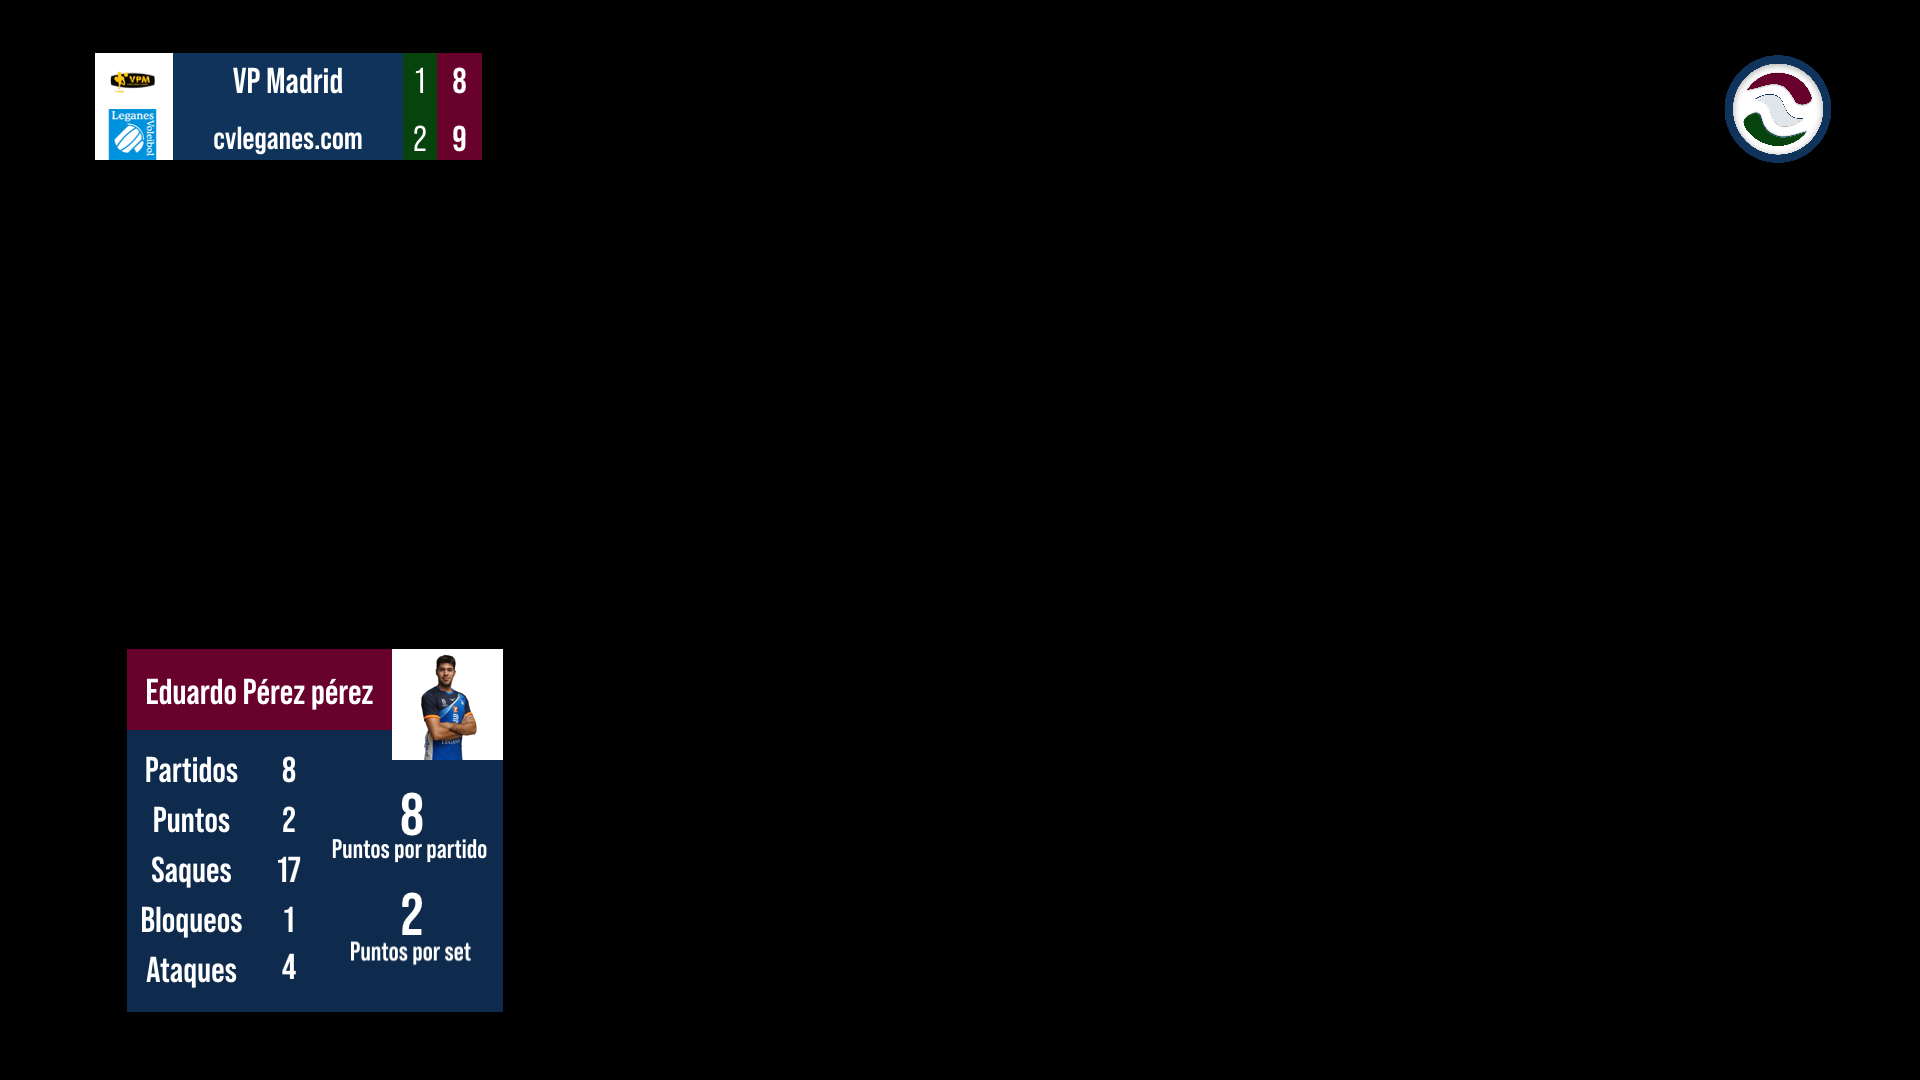 VPM
VP Madrid 1 8
Leganes
Voleibol
cvleganes.com 2 9
Eduardo Pérez pérez
Partidos 8
Puntos 2
Saques 17
Bloqueos 1
Ataques 4
8
Puntos por partido
2
Puntos por set